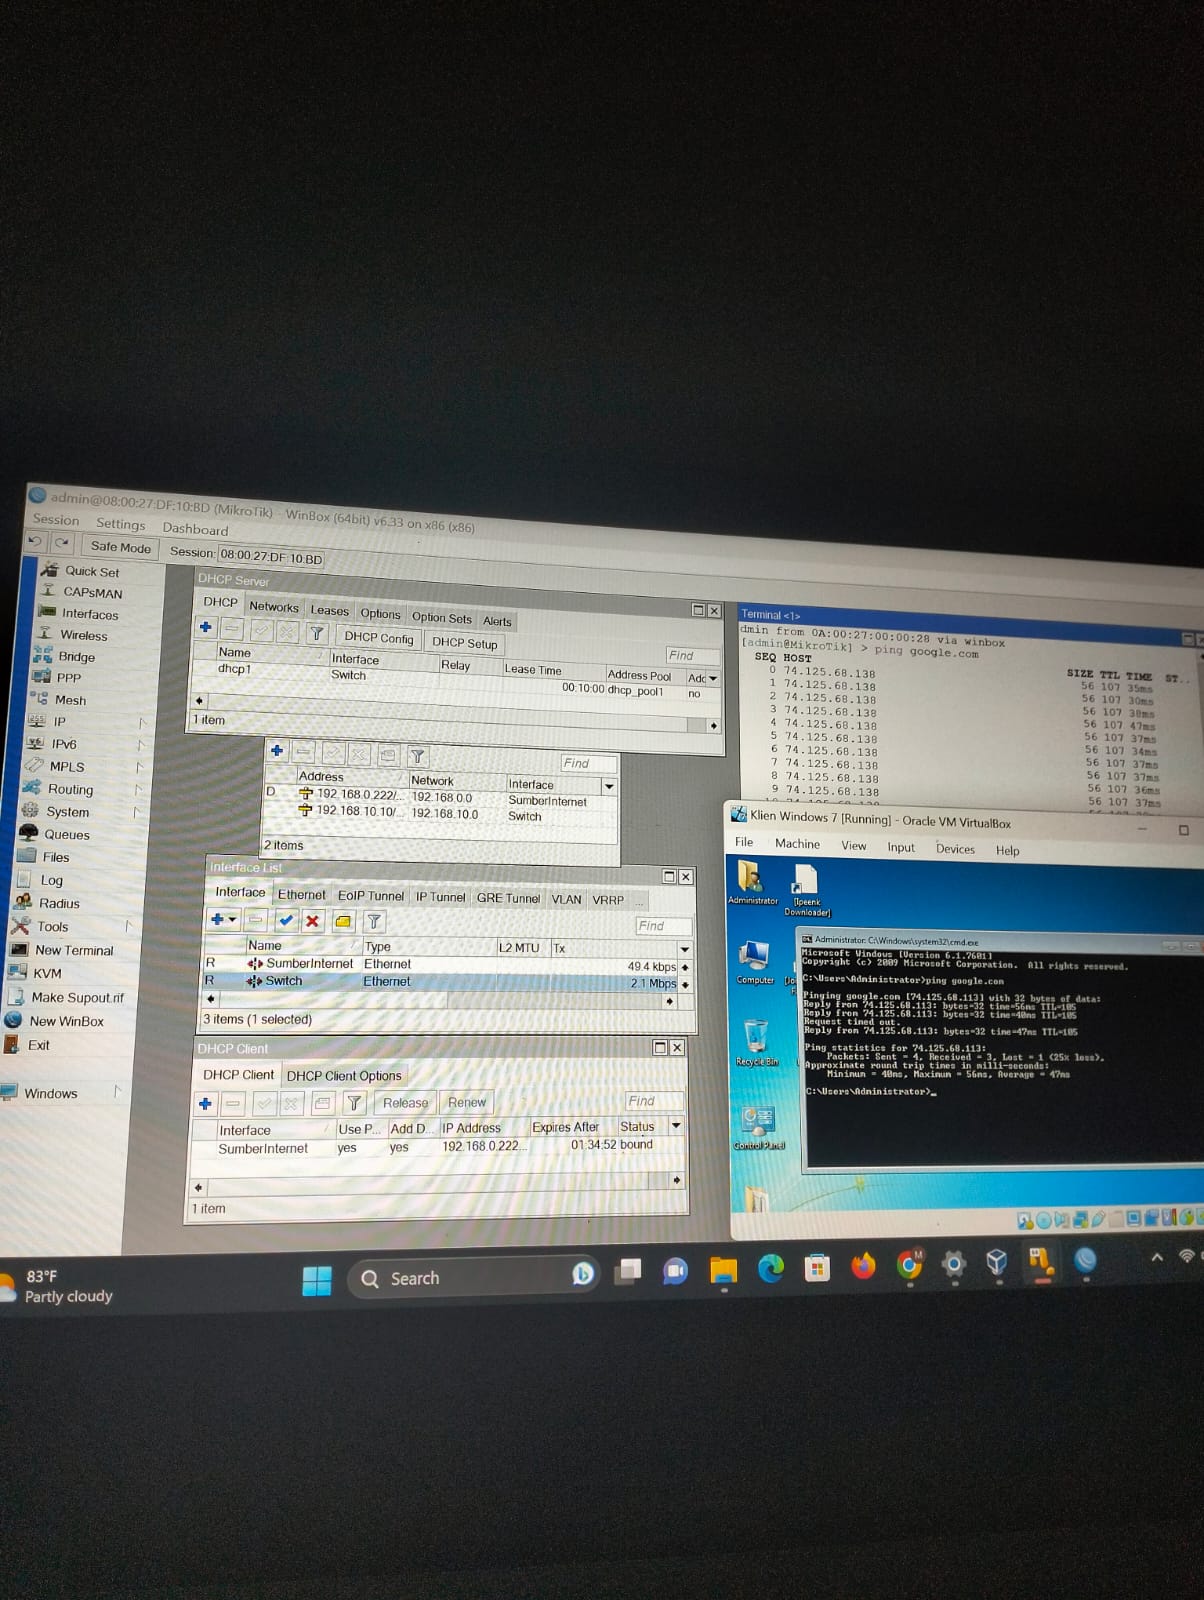 admin@08:00:27:DF:10:BD (MikroTik) - WinBox (64bit) v6.33 on x86 (x86)
Session Settings Dashboard
Safe Mode Session: 08:00:27:DF:10:BD
Quick Set
CAPsMAN
Interfaces
Wireless
Bridge
PPP
Mesh
IP
IPv6
MPLS
Routing
System
Queues
Files
Log
Radius
Tools
New Terminal
KVM
Make Supout.rif
New WinBox
Exit
Windows
DHCP Server
DHCP Networks Leases Options Option Sets Alerts
DHCP Config DHCP Setup Find
Name Interface Relay Lease Time Address Pool Adc
dhcp1 Switch 00:10:00 dhcp_pool1 no
1 item
Find
Address Network Interface
D 192.168.0.222/... 192.168.0.0 SumberInternet
192.168.10.10/... 192.168.10.0 Switch
2 items
Interface List
Interface Ethernet EoIP Tunnel IP Tunnel GRE Tunnel VLAN VRRP ...
Find
Name Type L2 MTU Tx
R SumberInternet Ethernet 49.4 kbps
R Switch Ethernet 2.1 Mbps
3 items (1 selected)
DHCP Client
DHCP Client DHCP Client Options
Release Renew Find
Interface Use P... Add D... IP Address Expires After Status
SumberInternet yes yes 192.168.0.222... 01:34:52 bound
1 item
Terminal <1>
dmin from 0A:00:27:00:00:28 via winbox
[admin@MikroTik] > ping google.com
SEQ HOST SIZE TTL TIME ST..
0 74.125.68.138 56 107 35ms
1 74.125.68.138 56 107 30ms
2 74.125.68.138 56 107 38ms
3 74.125.68.138 56 107 47ms
4 74.125.68.138 56 107 37ms
5 74.125.68.138 56 107 34ms
6 74.125.68.138 56 107 37ms
7 74.125.68.138 56 107 37ms
8 74.125.68.138 56 107 36ms
9 74.125.68.138 56 107 37ms
Klien Windows 7 [Running] - Oracle VM VirtualBox
File Machine View Input Devices Help
Administrator
[Ipeenk Downloader]
Computer
Recycle Bin
Control Panel
Administrator: C:\Windows\system32\cmd.exe
Microsoft Windows [Version 6.1.7601]
Copyright (c) 2009 Microsoft Corporation. All rights reserved.
C:\Users\Administrator>ping google.com
Pinging google.com [74.125.68.113] with 32 bytes of data:
Reply from 74.125.68.113: bytes=32 time=56ms TTL=105
Reply from 74.125.68.113: bytes=32 time=40ms TTL=105
Request timed out.
Reply from 74.125.68.113: bytes=32 time=47ms TTL=105
Ping statistics for 74.125.68.113:
Packets: Sent = 4, Received = 3, Lost = 1 (25% loss),
Approximate round trip times in milli-seconds:
Minimum = 40ms, Maximum = 56ms, Average = 47ms
C:\Users\Administrator>_
83°F
Partly cloudy
Search